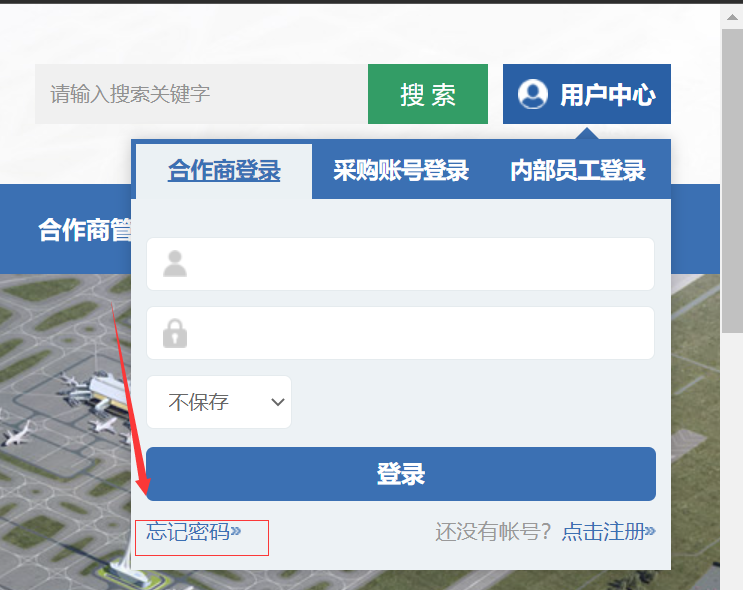 请输入搜索关键字 搜 索 用户中心
合作商登录 采购账号登录 内部员工登录
合作商管
不保存
登录
忘记密码» 还没有帐号？点击注册»